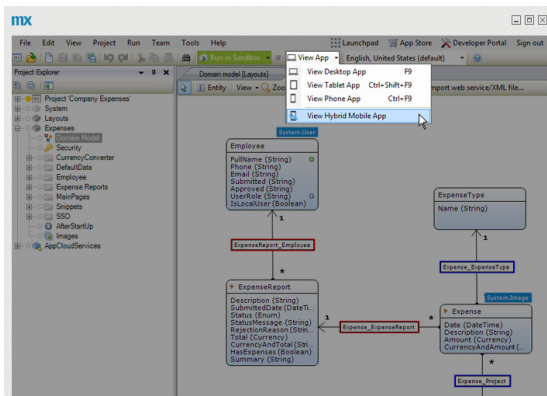 mx
File Edit View Project Run Team Tools Help Launchpad App Store Developer Portal Sign out
Run in Sandbox View App English, United States (default)
Project Explorer
Domain model [Layouts]
View Desktop App F9
View Tablet App Ctrl+Shift+F9
View Phone App Ctrl+F9
View Hybrid Mobile App
Entity View Zoo
mport web service/XML file...
Project 'Company Expenses'
System
Layouts
Expenses
Domain Model
Security
CurrencyConverter
DefaultData
Employee
Expense Reports
MainPages
Snippets
SSO
AfterStartUp
Images
AppCloudServices
System.User
Employee
FullName (String)
Phone (String)
Email (String)
Submitted (String)
Approved (String)
UserRole (String)
IsLocalUser (Boolean)
1
ExpenseReport_Employee
*
ExpenseReport
Description (String)
SubmittedDate (DateTi...
Status (Enum)
StatusMessage (String)
RejectionReason (Strin...
Total (Currency)
CurrencyAndTotal (Stri...
HasExpenses (Boolean)
Summary (String)
1
Expense_ExpenseReport
*
ExpenseType
Name (String)
1
Expense_ExpenseType
*
System.Image
Expense
Date (DateTime)
Description (String)
Amount (Currency)
CurrencyAndAmount (...
*
Expense_Project